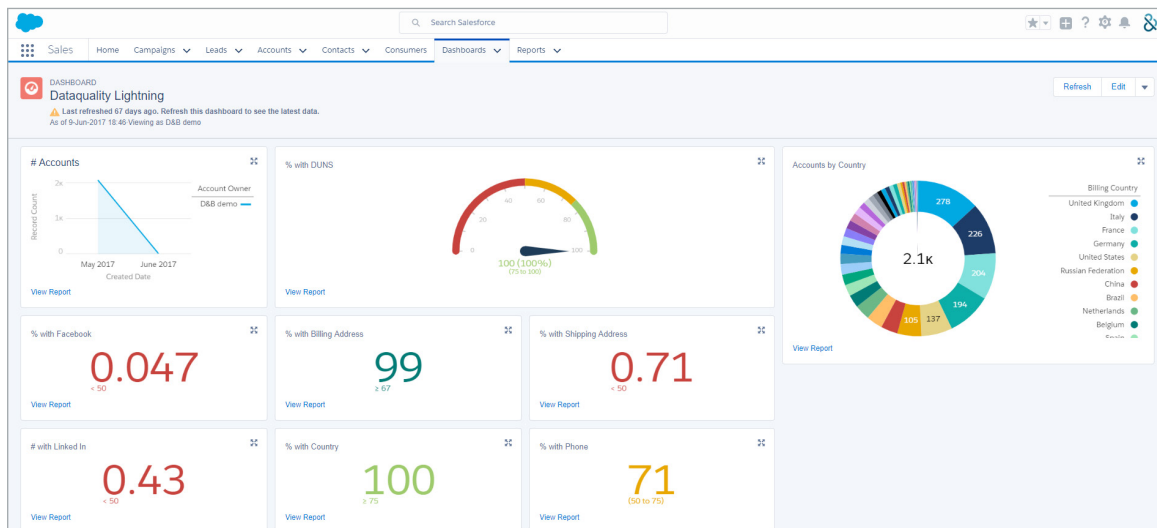 Search Salesforce
Sales Home Campaigns Leads Accounts Contacts Consumers Dashboards Reports
DASHBOARD
Dataquality Lightning
Last refreshed 67 days ago. Refresh this dashboard to see the latest data.
As of 9-Jun-2017 18:46·Viewing as D&B demo
Refresh Edit
# Accounts
Record Count
2k
1k
0
May 2017 June 2017
Created Date
Account Owner
D&B demo
View Report
% with DUNS
0 20 40 60 80 100
100 (100%)
(75 to 100)
View Report
Accounts by Country
278
226
204
194
137
105
2.1K
Billing Country
United Kingdom
Italy
France
Germany
United States
Russian Federation
China
Brazil
Netherlands
Belgium
Spain
View Report
% with Facebook
0.047
< 50
View Report
% with Billing Address
99
≥ 67
View Report
% with Shipping Address
0.71
< 50
View Report
# with Linked In
0.43
< 50
View Report
% with Country
100
≥ 75
View Report
% with Phone
71
(50 to 75)
View Report